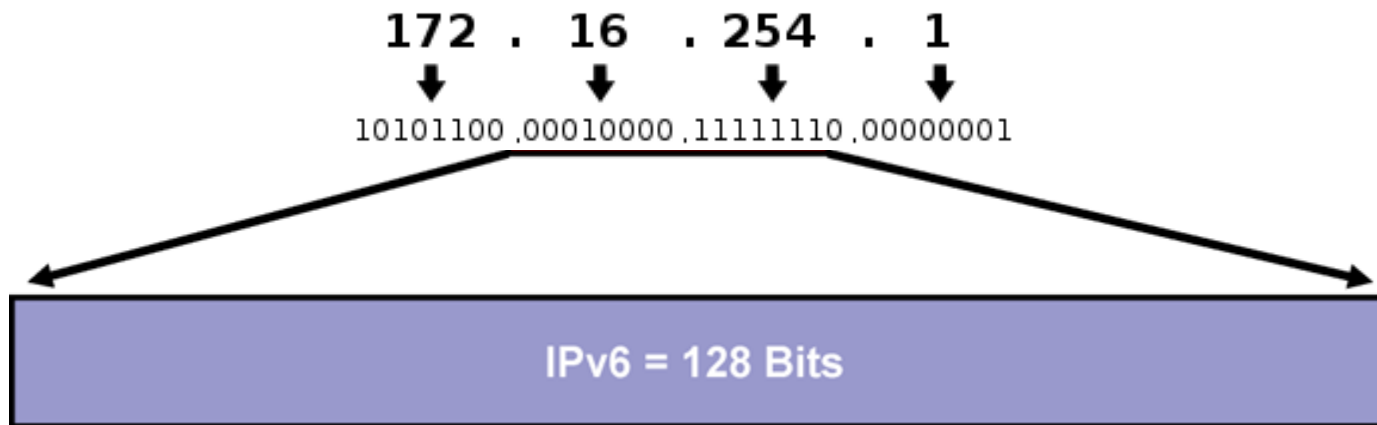 172 . 16 . 254 . 1
10101100 .00010000 .11111110 .00000001
IPv6 = 128 Bits